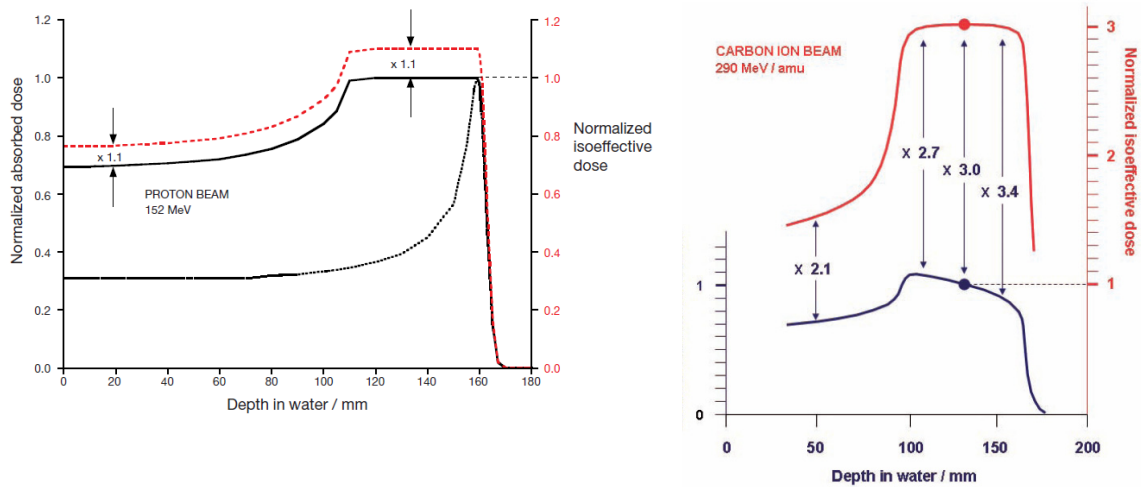 1.2
1.0
0.8
0.6
0.4
0.2
0.0
Normalized absorbed dose
x 1.1
x 1.1
PROTON BEAM
152 MeV
0 20 40 60 80 100 120 140 160 180
Depth in water / mm
1.2
1.0
0.8
0.6
0.4
0.2
0.0
Normalized
isoeffective
dose
CARBON ION BEAM
290 MeV / amu
x 2.1
x 2.7
x 3.0
x 3.4
1
0
0 50 100 150 200
Depth in water / mm
3
2
1
Normalized isoeffective dose